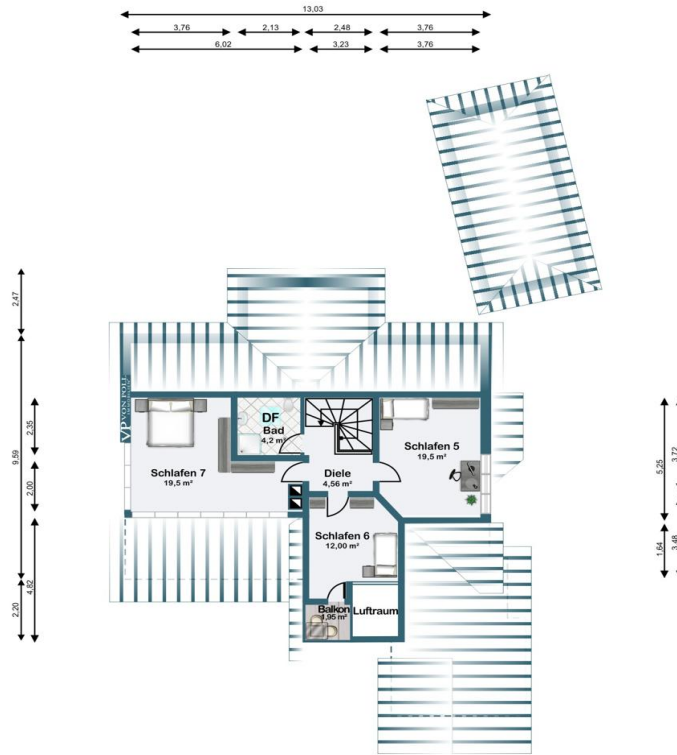 13,03
3,76 2,13 2,48 3,76
6,02 3,23 3,76
2,47
9,59
2,35
2,00
4,82
2,20
5,25
3,72
1,64
3,48
VP VON POLL
DF
Bad
4,2 m²
Schlafen 7
19,5 m²
Diele
4,56 m²
Schlafen 5
19,5 m²
Schlafen 6
12,00 m²
Balkon
1,95 m²
Luftraum